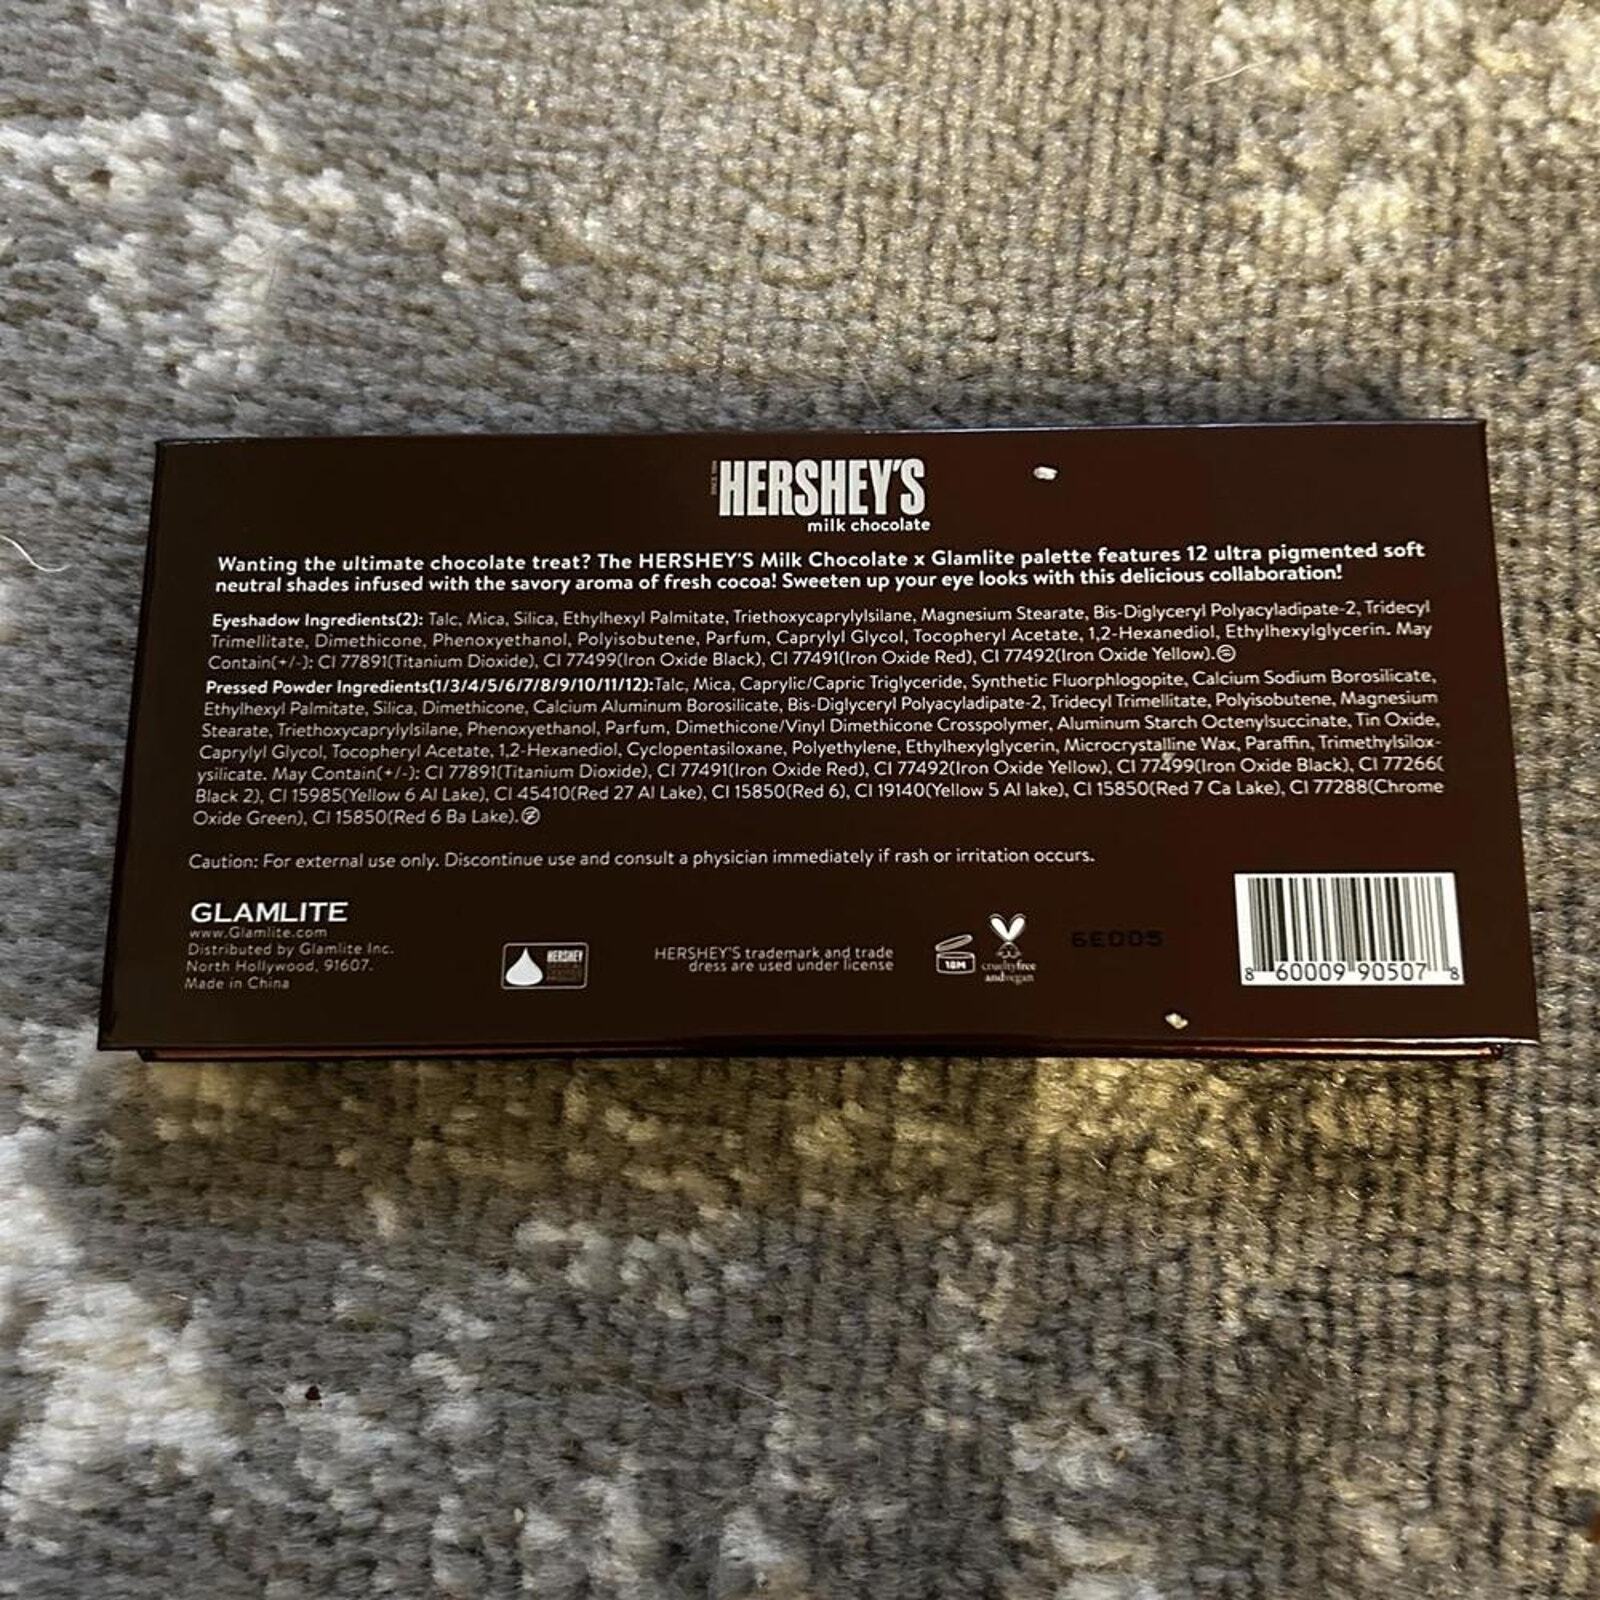 HERSHEY'S
milk chocolate
Wanting the ultimate chocolate treat? The HERSHEY'S Milk Chocolate x Glamlite palette features 12 ultra pigmented soft
neutral shades infused with the savory aroma of fresh cocoa! Sweeten up your eye looks with this delicious collaboration!
Eyeshadow Ingredients(2): Talc, Mica, Silica, Ethylhexyl Palmitate, Triethoxycaprylylsilane, Magnesium Stearate, Bis-Diglyceryl Polyacyladipate-2, Tridecyl
Trimellitate, Dimethicone, Phenoxyethanol, Polyisobutene, Parfum, Caprylyl Glycol, Tocopheryl Acetate, 1,2-Hexanediol, Ethylhexylglycerin. May
Contain(+/-): CI 77891(Titanium Dioxide), CI 77499(Iron Oxide Black), CI 77491(Iron Oxide Red), CI 77492(Iron Oxide Yellow).
Pressed Powder Ingredients(1/3/4/5/6/7/8/9/10/11/12):Talc, Mica, Caprylic/Capric Triglyceride, Synthetic Fluorphlogopite, Calcium Sodium Borosilicate,
Ethylhexyl Palmitate, Silica, Dimethicone, Calcium Aluminum Borosilicate, Bis-Diglyceryl Polyacyladipate-2, Tridecyl Trimellitate, Polyisobutene, Magnesium
Stearate, Triethoxycaprylylsilane, Phenoxyethanol, Parfum, Dimethicone/Vinyl Dimethicone Crosspolymer, Aluminum Starch Octenylsuccinate, Tin Oxide,
Caprylyl Glycol, Tocopheryl Acetate, 1,2-Hexanediol, Cyclopentasiloxane, Polyethylene, Ethylhexylglycerin, Microcrystalline Wax, Paraffin, Trimethylsilox-
ysilicate. May Contain(+/-): CI 77891(Titanium Dioxide), CI 77491(Iron Oxide Red), CI 77492(Iron Oxide Yellow), CI 77499(Iron Oxide Black), CI 77266(
Black 2), CI 15985(Yellow 6 Al Lake), CI 45410(Red 27 Al Lake), CI 15850(Red 6), CI 19140(Yellow 5 Al lake), CI 15850(Red 7 Ca Lake), CI 77288(Chrome
Oxide Green), CI 15850(Red 6 Ba Lake).
Caution: For external use only. Discontinue use and consult a physician immediately if rash or irritation occurs.
GLAMLITE
www.Glamlite.com
Distributed by Glamlite Inc.
North Hollywood, 91607.
Made in China
HERSHEY
HERSHEY'S trademark and trade
dress are used under license
18M
crueltyfree
andvegan
6E005
8 60009 90507 8